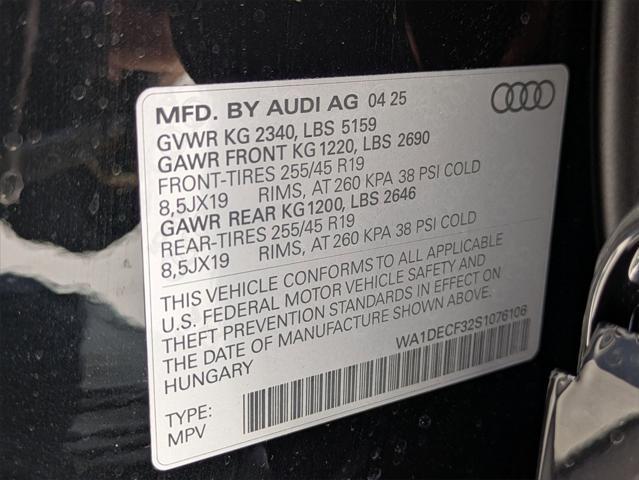 MFD. BY AUDI AG 04 25
GVWR KG 2340, LBS 5159
GAWR FRONT KG 1220, LBS 2690
FRONT-TIRES 255/45 R19
8,5JX19 RIMS, AT 260 KPA 38 PSI COLD
GAWR REAR KG 1200, LBS 2646
REAR-TIRES 255/45 R19
8,5JX19 RIMS, AT 260 KPA 38 PSI COLD
THIS VEHICLE CONFORMS TO ALL APPLICABLE
U.S. FEDERAL MOTOR VEHICLE SAFETY AND
THEFT PREVENTION STANDARDS IN EFFECT ON
THE DATE OF MANUFACTURE SHOWN ABOVE.
HUNGARY
WA1DECF32S1076106
TYPE:
MPV